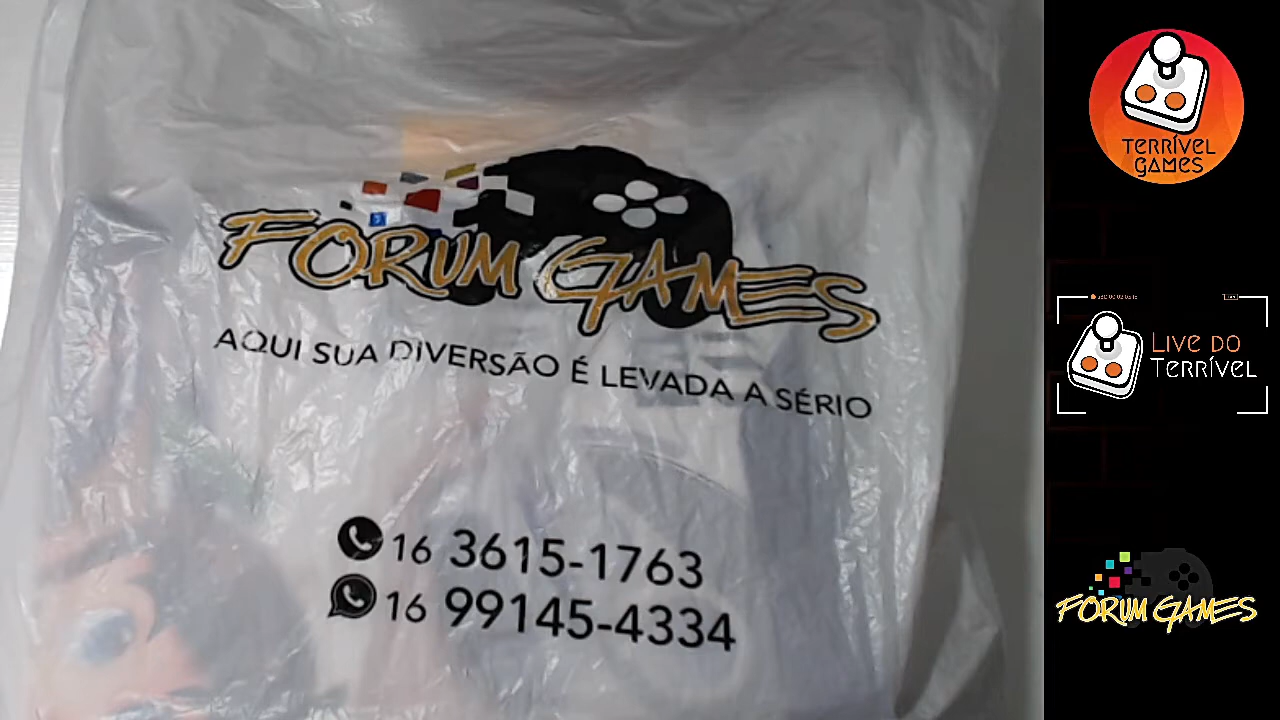 FORUM GAMES
AQUI SUA DIVERSÃO É LEVADA A SÉRIO
16 3615-1763
16 99145-4334
TERRÍVEL
GAMES
LIVE DO
TERRÍVEL
FORUM GAMES